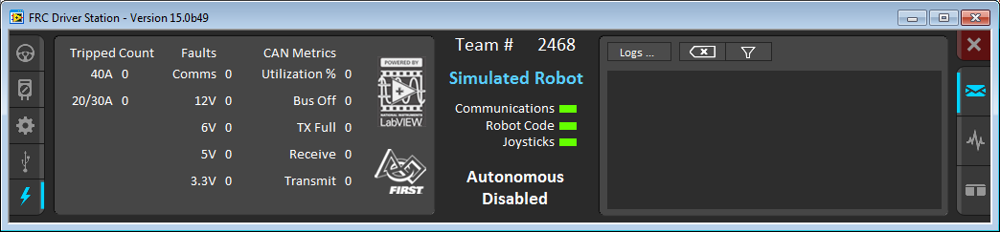 FRC Driver Station - Version 15.0b49
Tripped Count Faults CAN Metrics
40A 0 Comms 0 Utilization % 0
20/30A 0 12V 0 Bus Off 0
6V 0 TX Full 0
5V 0 Receive 0
3.3V 0 Transmit 0
POWERED BY
NATIONAL INSTRUMENTS
LabVIEW
FIRST
Team # 2468
Simulated Robot
Communications
Robot Code
Joysticks
Autonomous
Disabled
Logs ...